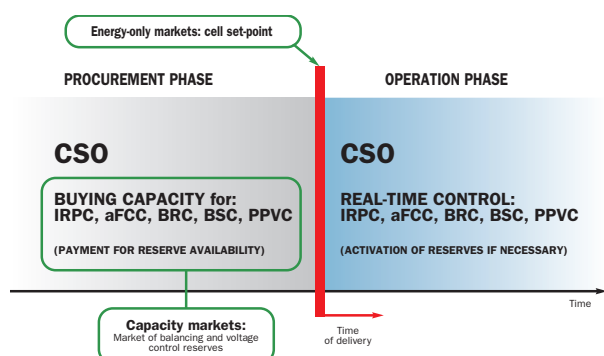 Energy-only markets: cell set-point
PROCUREMENT PHASE
OPERATION PHASE
CSO
BUYING CAPACITY for:
IRPC, aFCC, BRC, BSC, PPVC
(PAYMENT FOR RESERVE AVAILABILITY)
CSO
REAL-TIME CONTROL:
IRPC, aFCC, BRC, BSC, PPVC
(ACTIVATION OF RESERVES IF NECESSARY)
Time
Capacity markets:
Market of balancing and voltage
control reserves
Time
of delivery